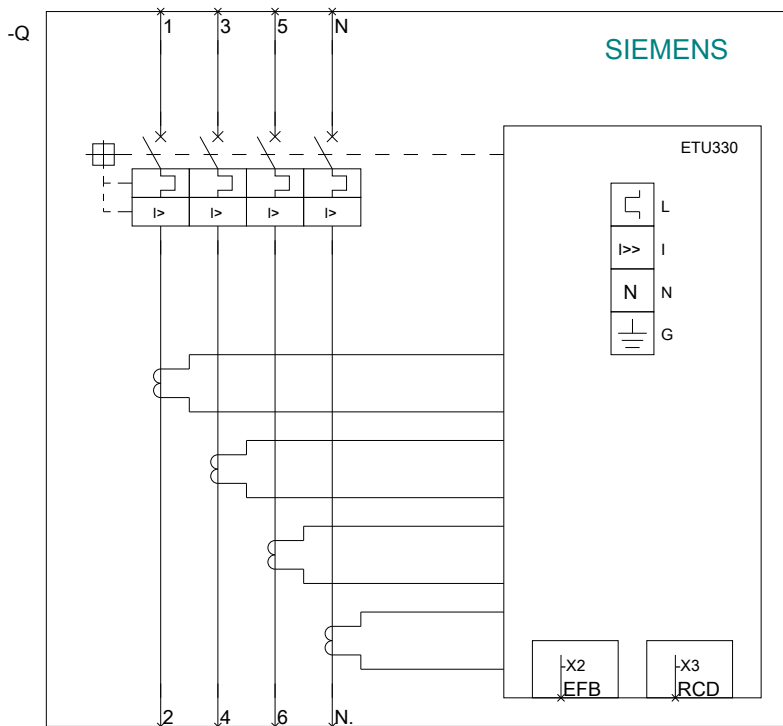 -Q
1 3 5 N
SIEMENS
ETU330
L
I> I> I> I>
I>> I
N N
G
-X2 -X3
EFB RCD
2 4 6 N.